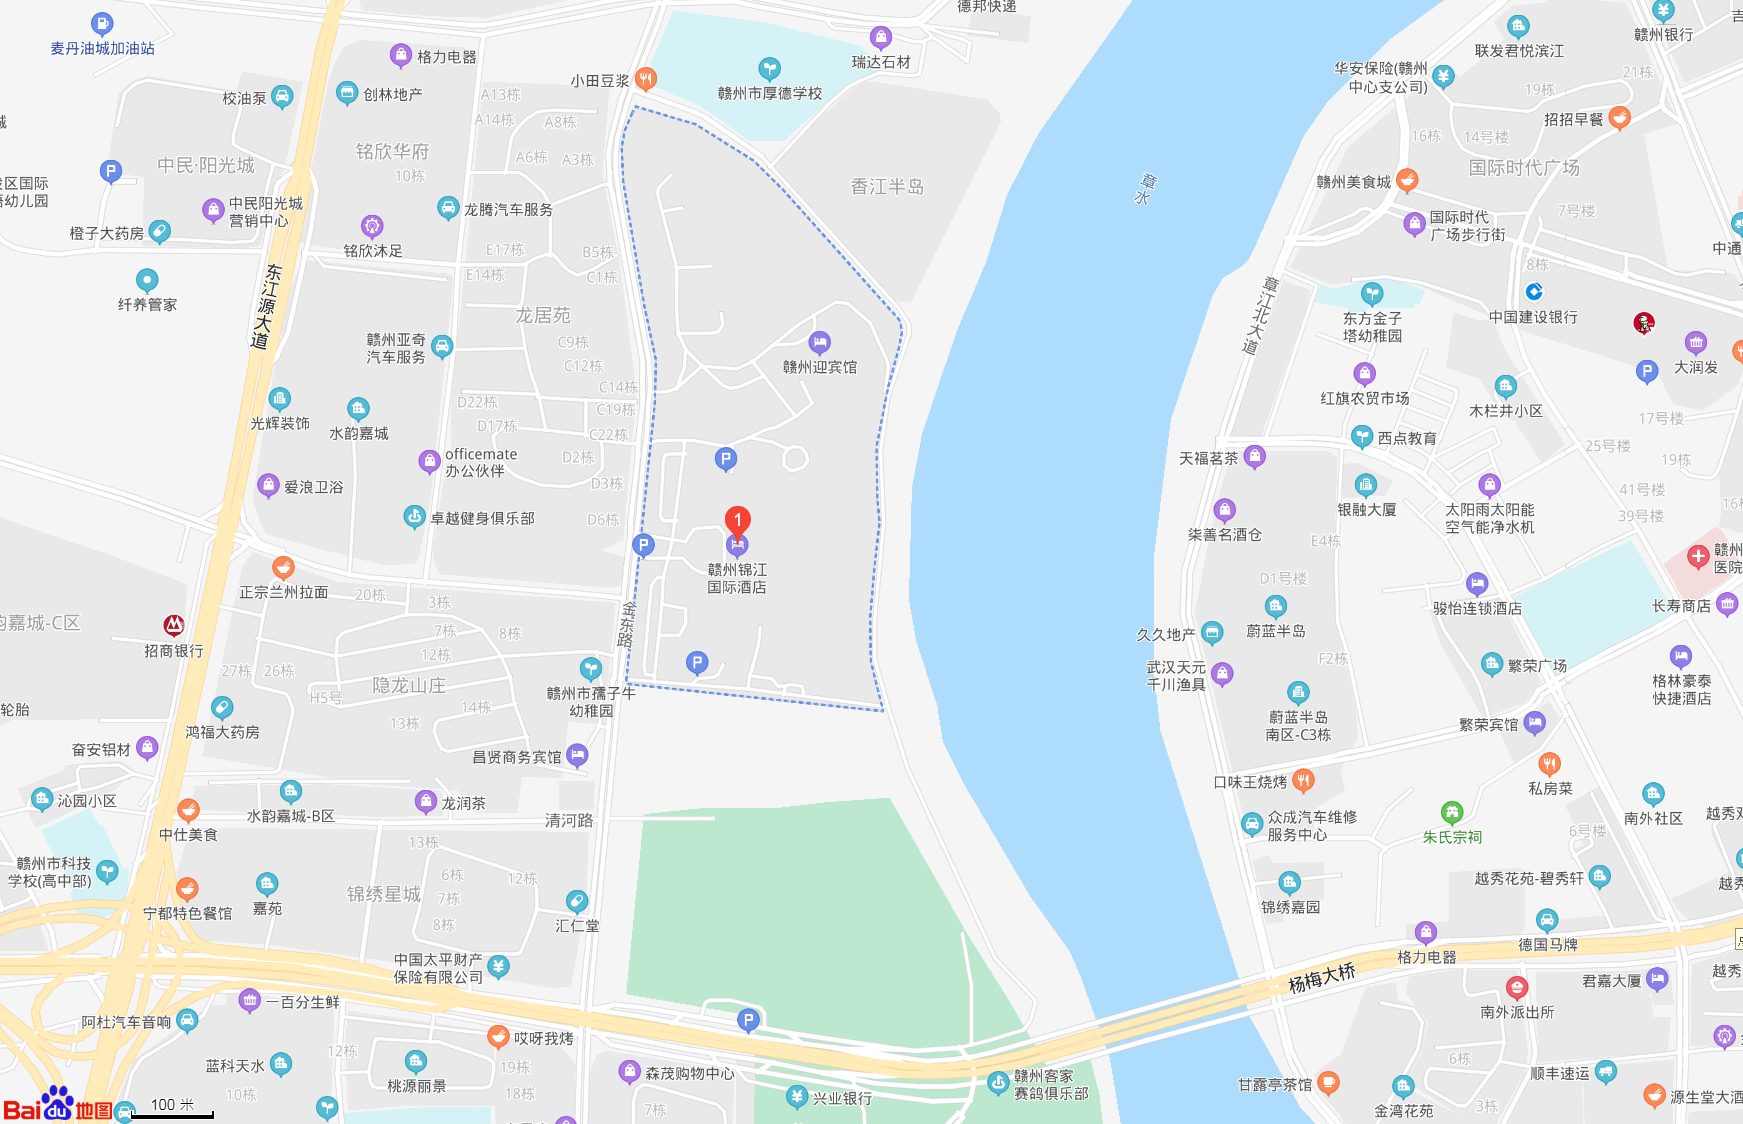 德邦快递
麦丹油城加油站
格力电器
瑞达石材
联发君悦滨江
赣州银行
校油泵
创林地产
小田豆浆
赣州市厚德学校
华安保险(赣州
中心支公司)
21栋
19栋
A13栋
A14栋
A8栋
招招早餐
16栋
14号楼
中民·阳光城
铭欣华府
A6栋
A3栋
10栋
国际时代广场
区国际
幼儿园
香江半岛
章水
赣州美食城
中民阳光城
营销中心
龙腾汽车服务
7号楼
橙子大药房
铭欣沐足
E17栋
B5栋
国际时代
广场步行街
中通
纤养管家
东江源大道
E14栋
C1栋
8栋
章江北大道
龙居苑
东方金子
塔幼稚园
中国建设银行
赣州亚奇
汽车服务
C9栋
C12栋
赣州迎宾馆
大润发
C14栋
D22栋
C19栋
红旗农贸市场
木栏井小区
17号楼
光辉装饰
水韵嘉城
D17栋
C22栋
西点教育
25号楼
officemate
办公伙伴
D2栋
天福茗茶
19栋
爱浪卫浴
D3栋
41号楼
卓越健身俱乐部
D6栋
1
银融大厦
太阳雨太阳能
空气能净水机
39号楼
柒善名酒仓
E4栋
正宗兰州拉面
20栋
3栋
赣州锦江
国际酒店
D1号楼
赣州
医院
骏怡连锁酒店
长寿商店
嘉城-C区
招商银行
7栋
8栋
金东路
久久地产
蔚蓝半岛
12栋
27栋
26栋
F2栋
繁荣广场
H5号
隐龙山庄
赣州市孺子牛
幼稚园
武汉天元
千川渔具
格林豪泰
快捷酒店
轮胎
鸿福大药房
13栋
14栋
蔚蓝半岛
南区-C3栋
繁荣宾馆
奋安铝材
昌贤商务宾馆
口味王烧烤
私房菜
沁园小区
水韵嘉城-B区
龙润茶
清河路
众成汽车维修
服务中心
南外社区
中仕美食
朱氏宗祠
6号楼
13栋
赣州市科技
学校(高中部)
6栋
12栋
锦绣星城
7栋
越秀花苑-碧秀轩
宁都特色餐馆
嘉苑
8栋
汇仁堂
锦绣嘉园
中国太平财产
保险有限公司
格力电器
德国马牌
杨梅大桥
君嘉大厦
一百分生鲜
南外派出所
阿杜汽车音响
哎呀我烤
12栋
19栋
蓝科天水
桃源丽景
森茂购物中心
赣州客家
赛鸽俱乐部
6栋
顺丰速运
10栋
18栋
7栋
兴业银行
甘露亭茶馆
金湾花苑
3栋
源生堂大酒
Bai du 地图
100 米